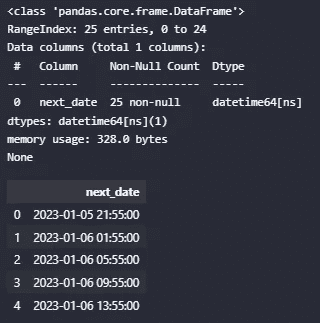 <class 'pandas.core.frame.DataFrame'>
RangeIndex: 25 entries, 0 to 24
Data columns (total 1 columns):
 #   Column     Non-Null Count  Dtype
---  ------     --------------  -----
 0   next_date  25 non-null     datetime64[ns]
dtypes: datetime64[ns](1)
memory usage: 328.0 bytes
None
next_date
0 2023-01-05 21:55:00
1 2023-01-06 01:55:00
2 2023-01-06 05:55:00
3 2023-01-06 09:55:00
4 2023-01-06 13:55:00